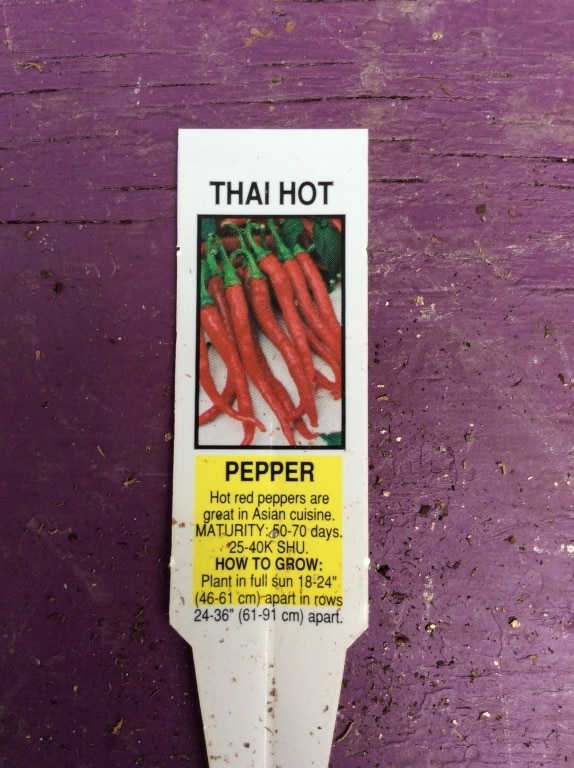 THAI HOT
PEPPER
Hot red peppers are
great in Asian cuisine.
MATURITY: 50-70 days.
25-40K SHU.
HOW TO GROW:
Plant in full sun 18-24"
(46-61 cm) apart in rows
24-36" (61-91 cm) apart.